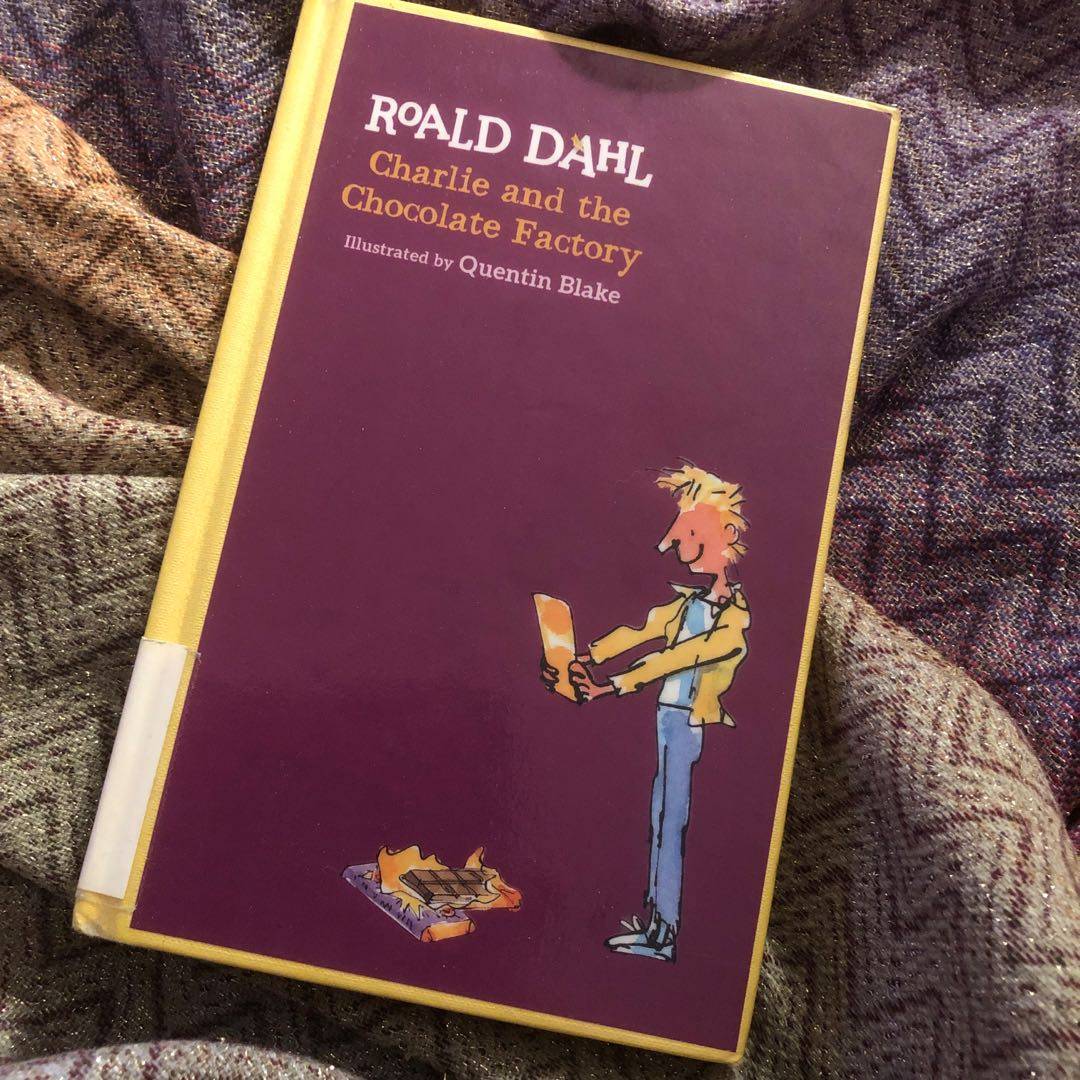 ROALD DAHL
Charlie and the
Chocolate Factory
Illustrated by Quentin Blake